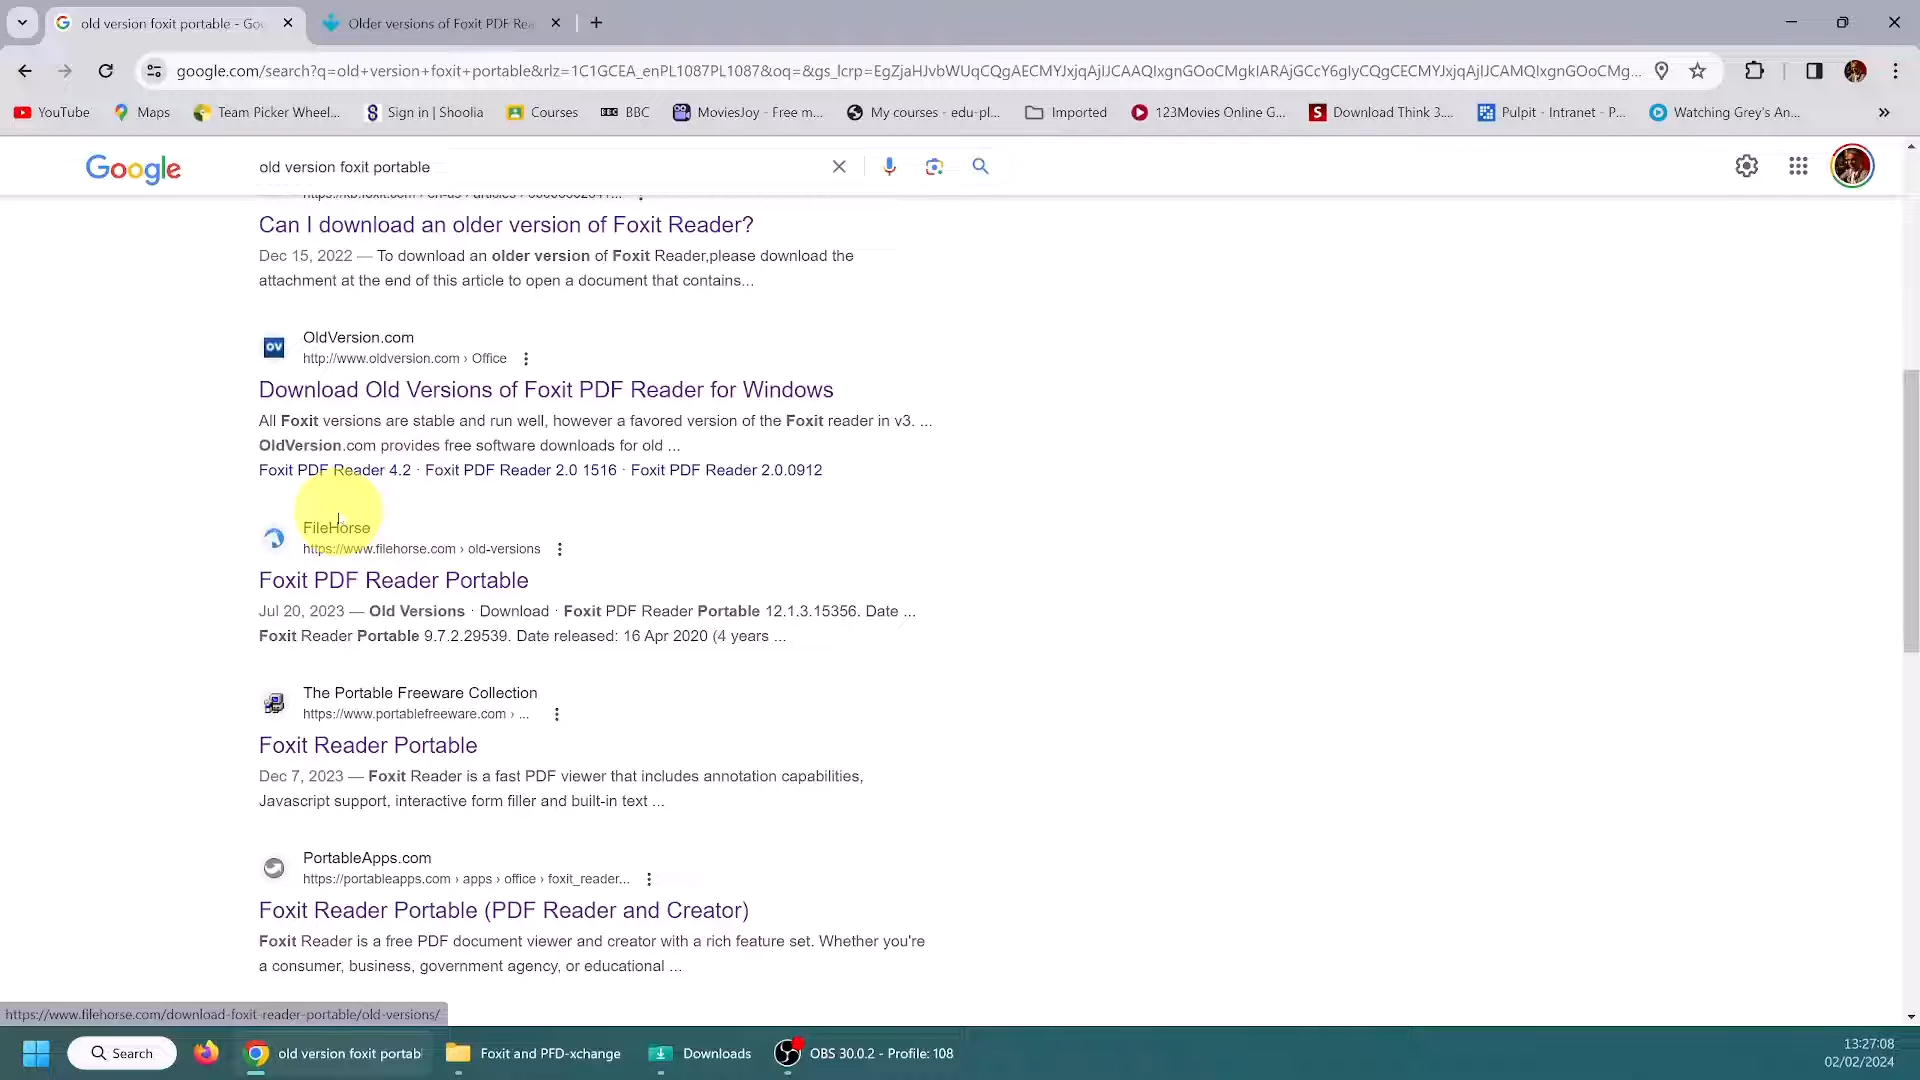 old version foxit portable - Go
Older versions of Foxit PDF Rea
google.com/search?q=old+version+foxit+portable&rlz=1C1GCEA_enPL1087PL1087&oq=&gs_lcrp=
YouTube
Maps
Team Picker Wheel...
Sign in | Shoolia
Courses
BBC
MoviesJoy - Free m...
My courses - edu-pl...
Imported
123Movies Online G...
Download Think 3....
Pulpit - Intranet - P...
Watching Grey's An...
Google
old version foxit portable
Can I download an older version of Foxit Reader?
Dec 15, 2022 — To download an older version of Foxit Reader,please download the
attachment at the end of this article to open a document that contains...
OV
OldVersion.com
http://www.oldversion.com › Office
Download Old Versions of Foxit PDF Reader for Windows
All Foxit versions are stable and run well, however a favored version of the Foxit reader in v3. ...
OldVersion.com provides free software downloads for old ...
Foxit PDF Reader 4.2 · Foxit PDF Reader 2.0 1516 · Foxit PDF Reader 2.0.0912
FileHorse
https://www.filehorse.com › old-versions
Foxit PDF Reader Portable
Jul 20, 2023 — Old Versions · Download · Foxit PDF Reader Portable 12.1.3.15356. Date ...
Foxit Reader Portable 9.7.2.29539. Date released: 16 Apr 2020 (4 years ...
The Portable Freeware Collection
https://www.portablefreeware.com › ...
Foxit Reader Portable
Dec 7, 2023 — Foxit Reader is a fast PDF viewer that includes annotation capabilities,
Javascript support, interactive form filler and built-in text ...
PortableApps.com
https://portableapps.com › apps › office › foxit_reader...
Foxit Reader Portable (PDF Reader and Creator)
Foxit Reader is a free PDF document viewer and creator with a rich feature set. Whether you're
a consumer, business, government agency, or educational ...
https://www.filehorse.com/download-foxit-reader-portable/old-versions/
Search
old version foxit portab
Foxit and PFD-xchange
Downloads
OBS 30.0.2 - Profile: 108
13:27:08
02/02/2024